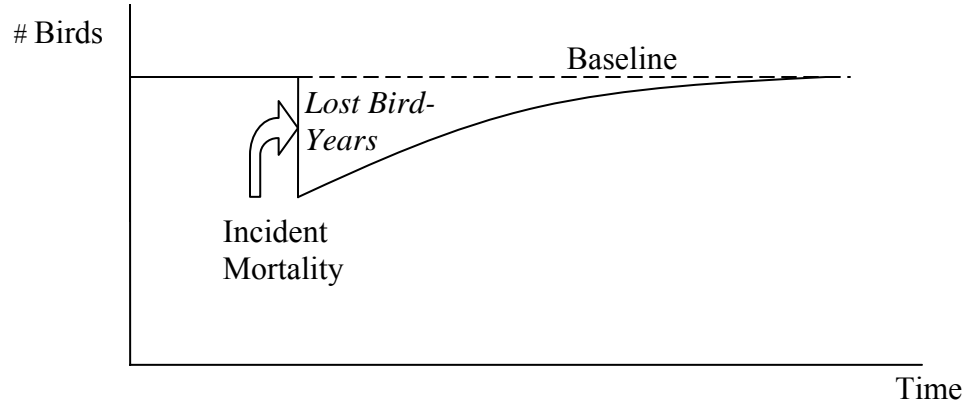 # Birds
Baseline
Lost Bird-
Years
Incident
Mortality
Time